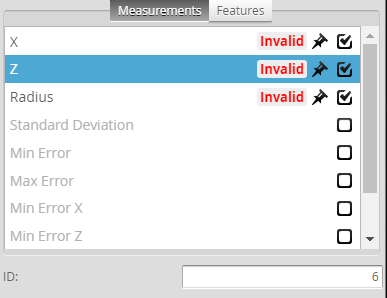 Measurements Features
X Invalid
Z Invalid
Radius Invalid
Standard Deviation
Min Error
Max Error
Min Error X
Min Error Z
ID: 6